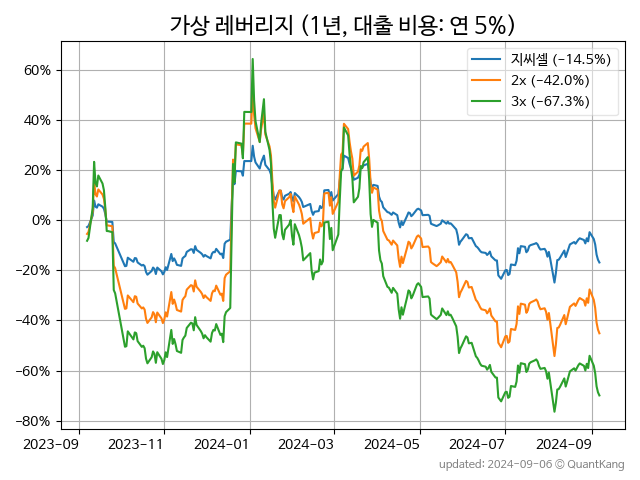 가상 레버리지 (1년, 대출 비용: 연 5%)
지씨셀 (-14.5%)
2x (-42.0%)
3x (-67.3%)
60%
40%
20%
0%
-20%
-40%
-60%
-80%
2023-09 2023-11 2024-01 2024-03 2024-05 2024-07 2024-09
updated: 2024-09-06 © QuantKang